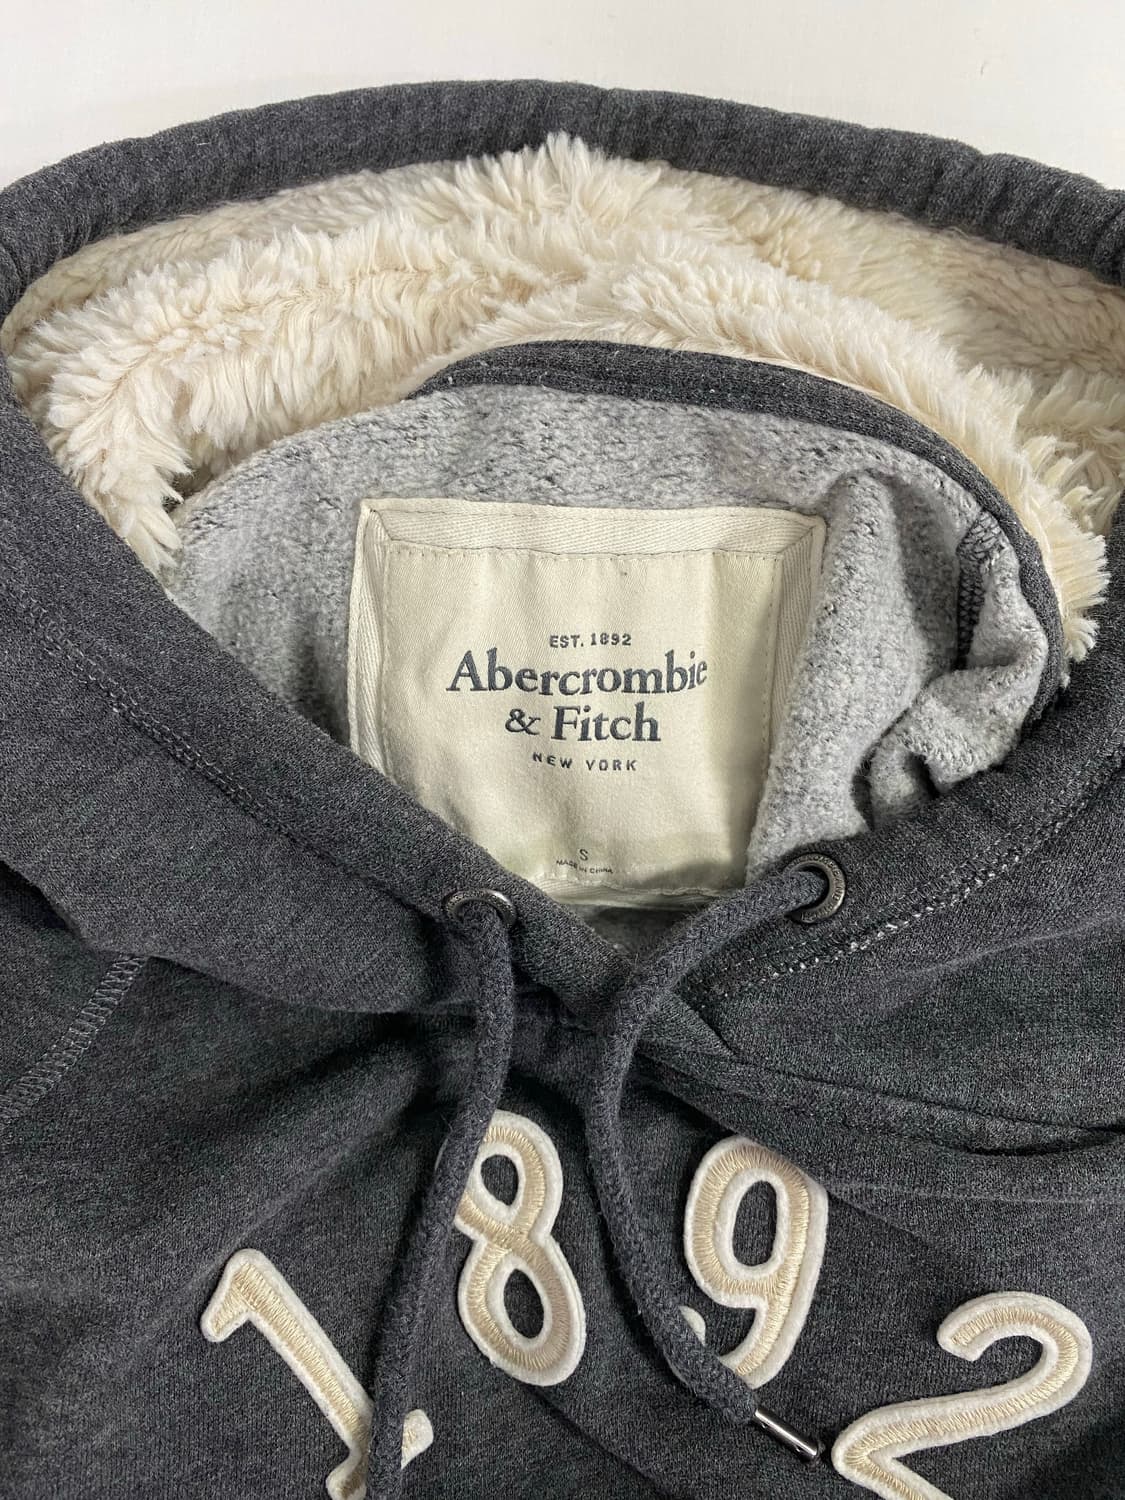 EST. 1892
Abercrombie
& Fitch
NEW YORK
S
MADE IN CHINA
1892